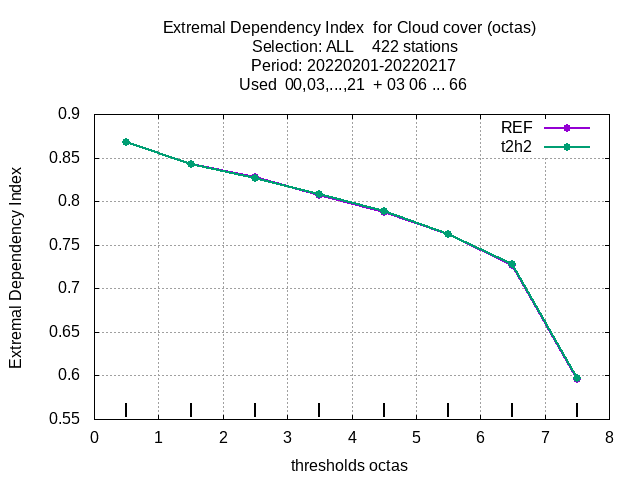 Extremal Dependency Index  for Cloud cover (octas)
Selection: ALL    422 stations
Period: 20220201-20220217
Used  00,03,...,21  + 03 06 ... 66
REF
t2h2
0.9
0.85
0.8
0.75
0.7
0.65
0.6
0.55
Extremal Dependency Index
0 1 2 3 4 5 6 7 8
thresholds octas